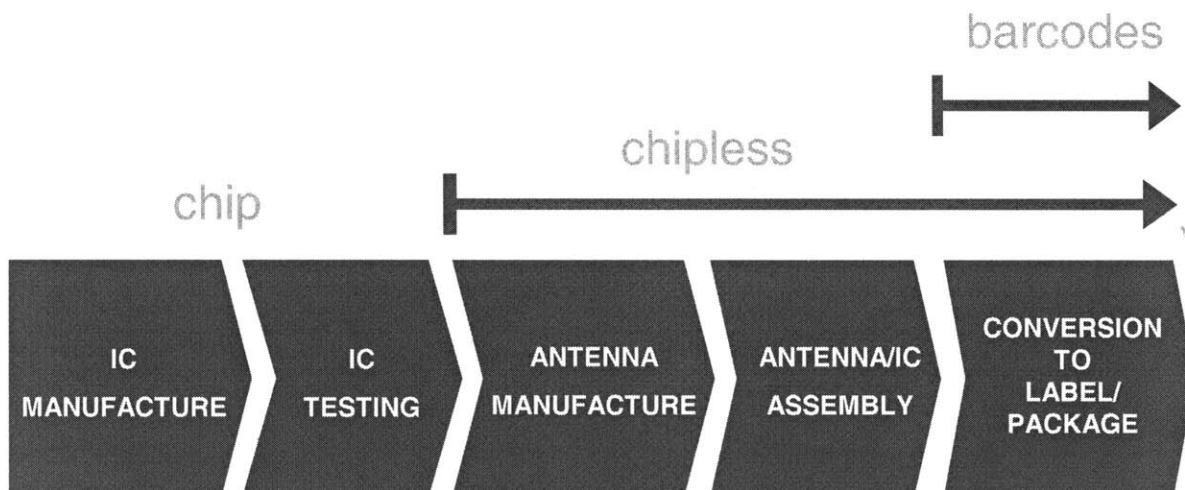 barcodes
chipless
chip
IC
MANUFACTURE
IC
TESTING
ANTENNA
MANUFACTURE
ANTENNA/IC
ASSEMBLY
CONVERSION
TO
LABEL/
PACKAGE